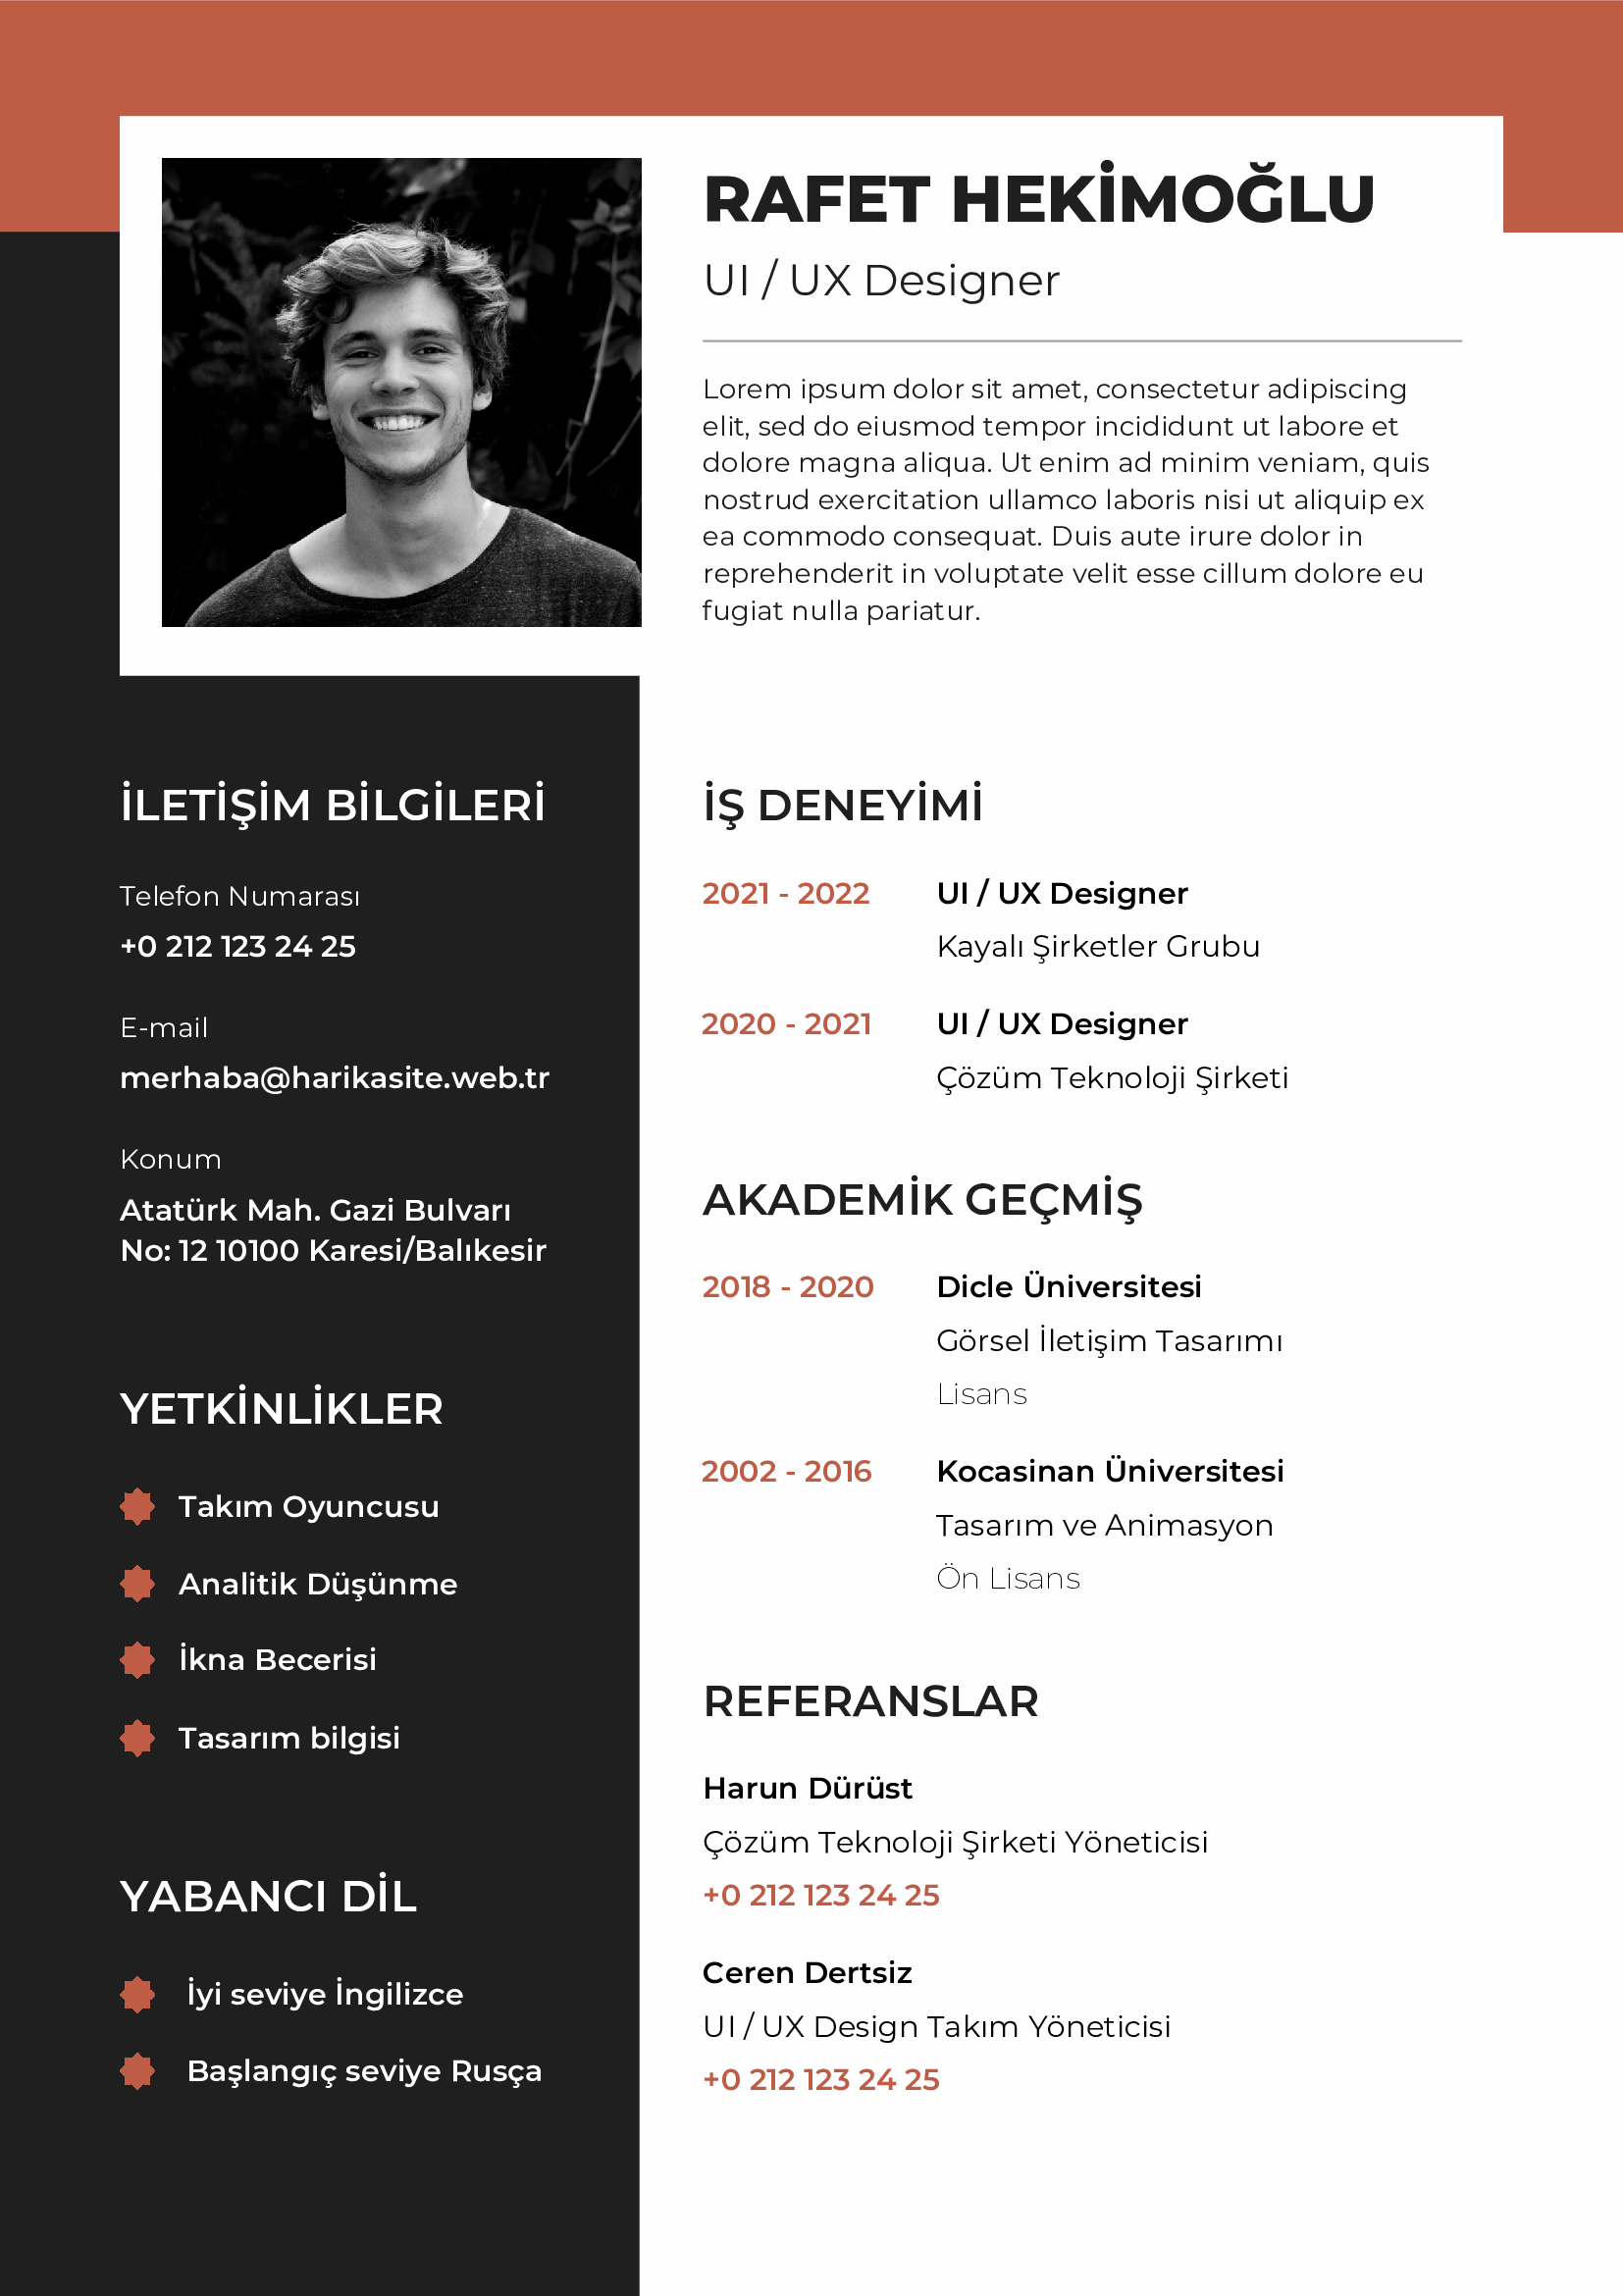 RAFET HEKİMOĞLU
UI / UX Designer
Lorem ipsum dolor sit amet, consectetur adipiscing
elit, sed do eiusmod tempor incididunt ut labore et
dolore magna aliqua. Ut enim ad minim veniam, quis
nostrud exercitation ullamco laboris nisi ut aliquip ex
ea commodo consequat. Duis aute irure dolor in
reprehenderit in voluptate velit esse cillum dolore eu
fugiat nulla pariatur.
İLETİŞİM BİLGİLERİ
Telefon Numarası
+0 212 123 24 25
E-mail
merhaba@harikasite.web.tr
Konum
Atatürk Mah. Gazi Bulvarı
No: 12 10100 Karesi/Balıkesir
YETKİNLİKLER
Takım Oyuncusu
Analitik Düşünme
İkna Becerisi
Tasarım bilgisi
YABANCI DİL
İyi seviye İngilizce
Başlangıç seviye Rusça
İŞ DENEYİMİ
2021 - 2022 UI / UX Designer
Kayalı Şirketler Grubu
2020 - 2021 UI / UX Designer
Çözüm Teknoloji Şirketi
AKADEMİK GEÇMİŞ
2018 - 2020 Dicle Üniversitesi
Görsel İletişim Tasarımı
Lisans
2002 - 2016 Kocasinan Üniversitesi
Tasarım ve Animasyon
Ön Lisans
REFERANSLAR
Harun Dürüst
Çözüm Teknoloji Şirketi Yöneticisi
+0 212 123 24 25
Ceren Dertsiz
UI / UX Design Takım Yöneticisi
+0 212 123 24 25